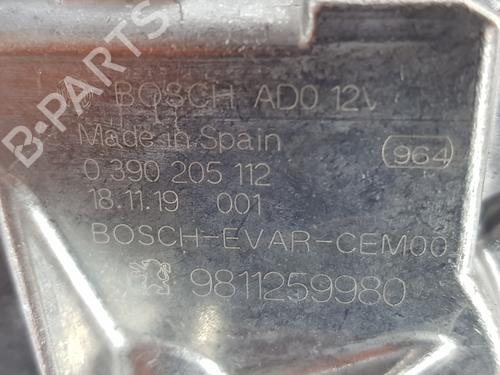 BOSCH ADO 12V
Made in Spain
964
0 390 205 112
18.11.19 001
BOSCH-EVAR-CEM00
9811259980
B-PARTS